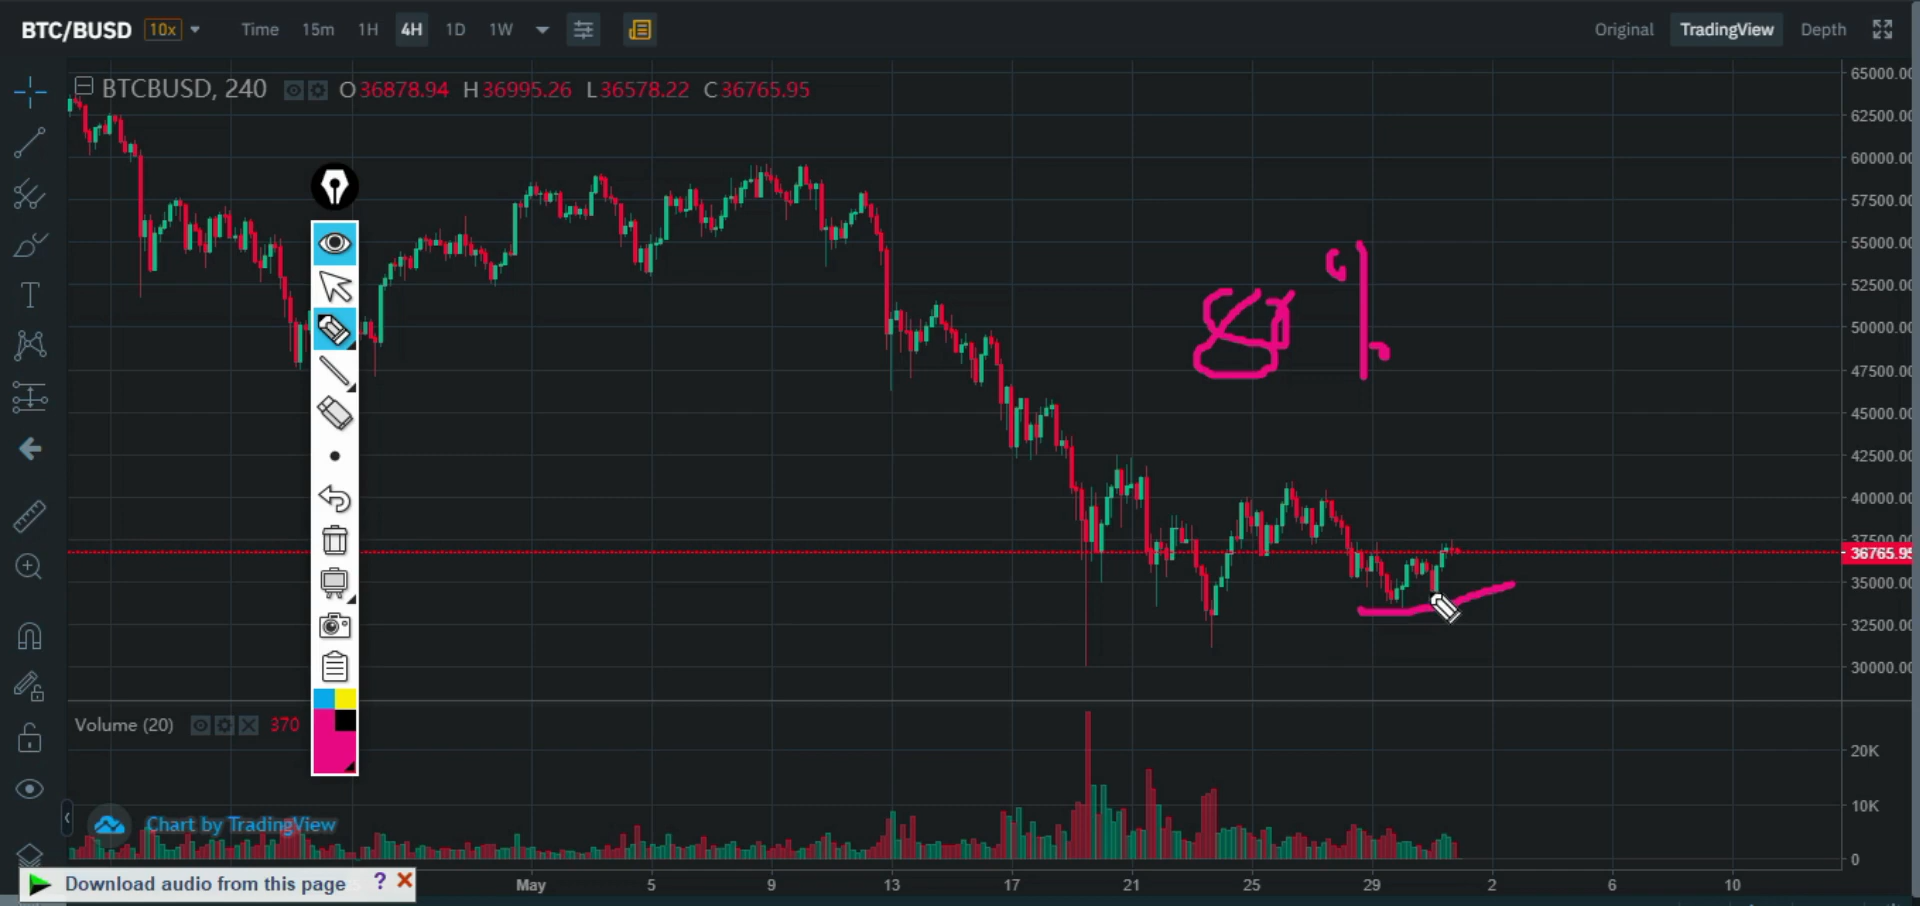 BTC/BUSD 10x Time 15m 1H 4H 1D 1W Original TradingView Depth
BTCBUSD, 240 O36878.94 H36995.26 L36578.22 C36765.95
65000.00
62500.00
60000.00
57500.00
55000.00
52500.00
50000.00
47500.00
45000.00
42500.00
40000.00
37500.00
36765.95
35000.00
32500.00
30000.00
80%
Volume (20) 370
20K
10K
0
Chart by TradingView
May 5 9 13 17 21 25 29 2 6 10
Download audio from this page ? X